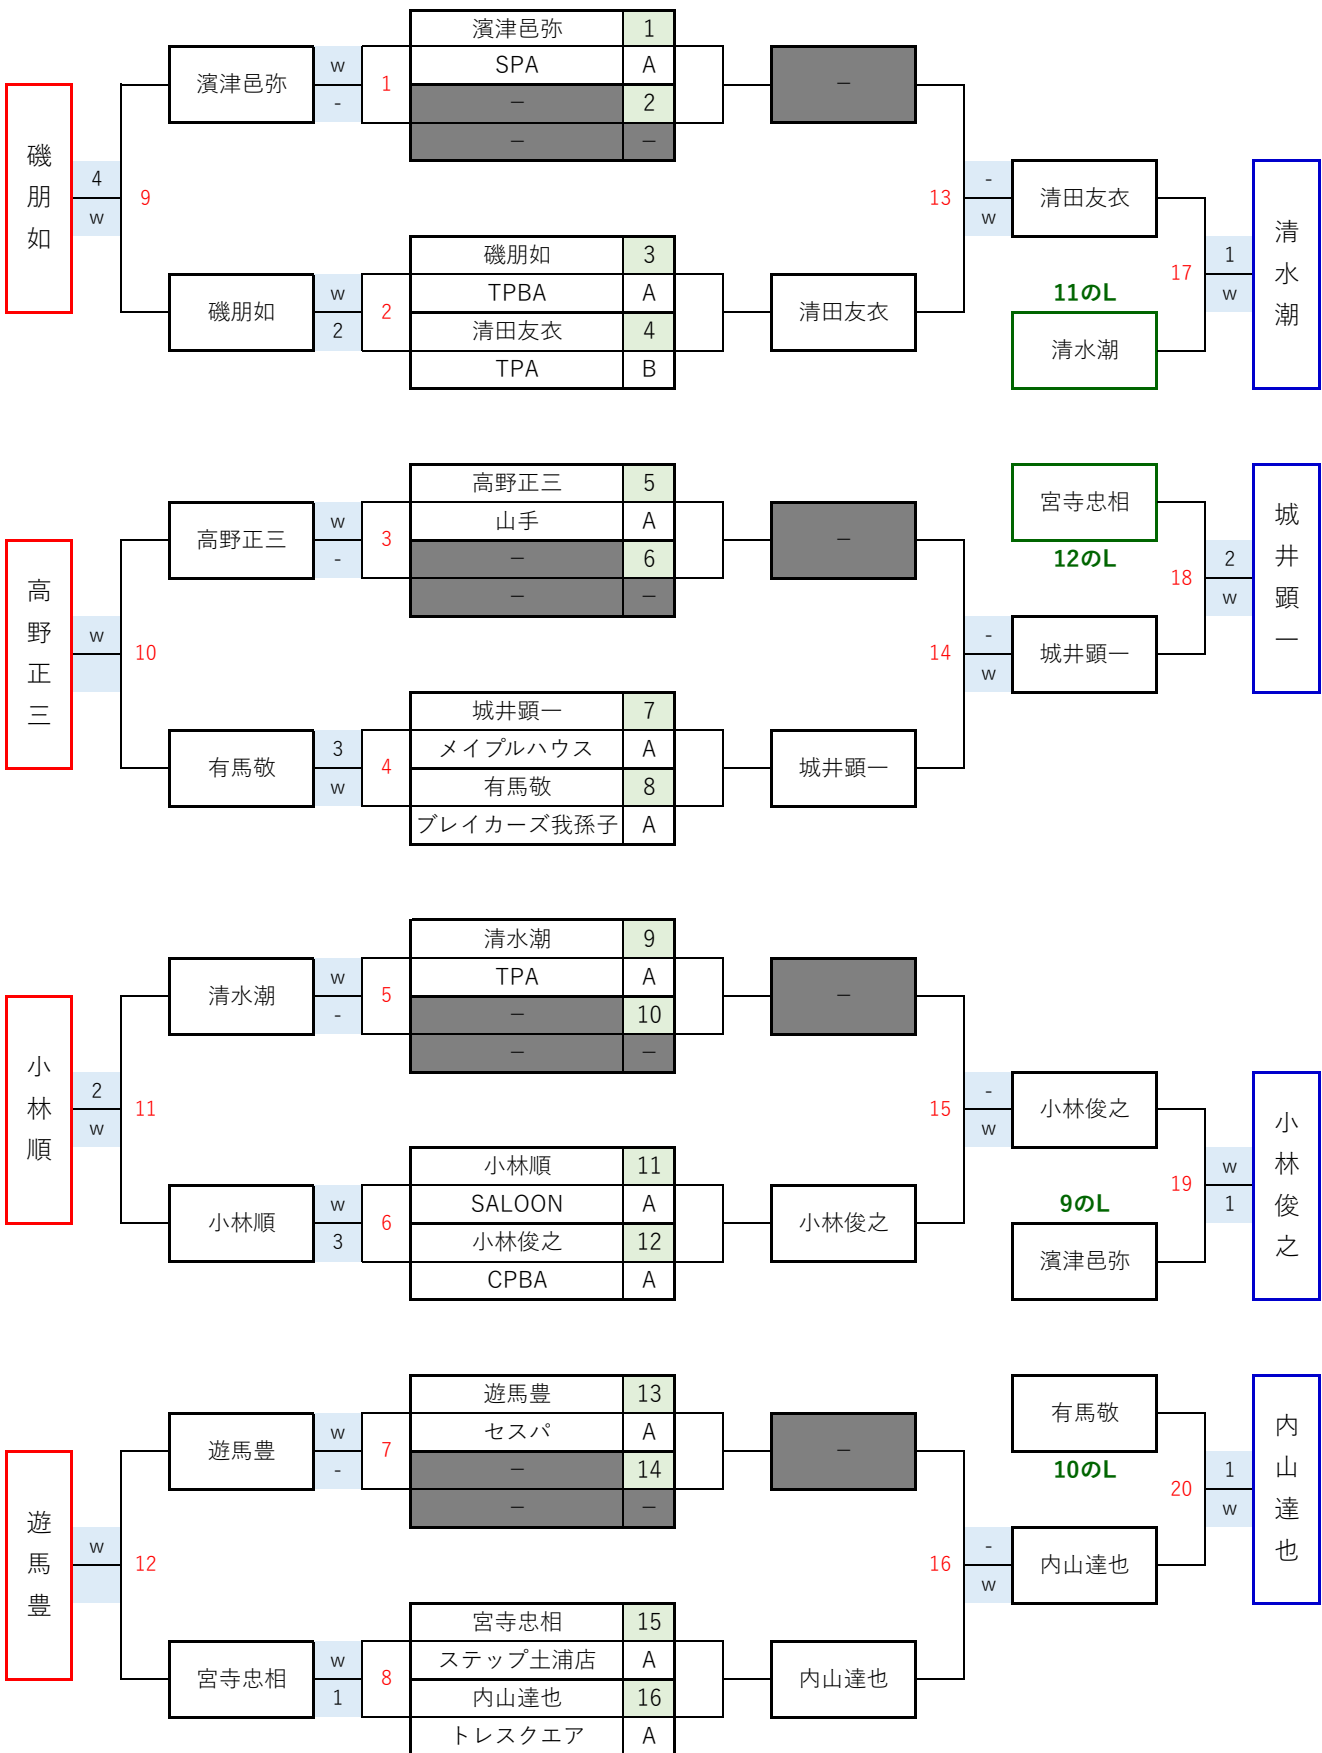 濱津邑弥 1
SPA A
－ 2
－ －
濱津邑弥
w
-
1
－
磯朋如
4
w
9
13
-
w
清田友衣
清水潮
磯朋如 3
TPBA A
清田友衣 4
TPA B
磯朋如
w
2
2
清田友衣
17
1
w
11のL
清水潮
高野正三 5
山手 A
－ 6
－ －
高野正三
w
-
3
－
宮寺忠相
12のL
城井顕一
18
2
w
高野正三
w
10
14
-
w
城井顕一
城井顕一 7
メイプルハウス A
有馬敬 8
ブレイカーズ我孫子 A
有馬敬
3
w
4
城井顕一
清水潮 9
TPA A
－ 10
－ －
清水潮
w
-
5
－
小林順
2
w
11
15
-
w
小林俊之
小林俊之
小林順 11
SALOON A
小林俊之 12
CPBA A
小林順
w
3
6
小林俊之
19
w
1
9のL
濱津邑弥
遊馬豊 13
セスパ A
－ 14
－ －
遊馬豊
w
-
7
－
有馬敬
10のL
内山達也
20
1
w
遊馬豊
w
12
16
-
w
内山達也
宮寺忠相 15
ステップ土浦店 A
内山達也 16
トレスクエア A
宮寺忠相
w
1
8
内山達也